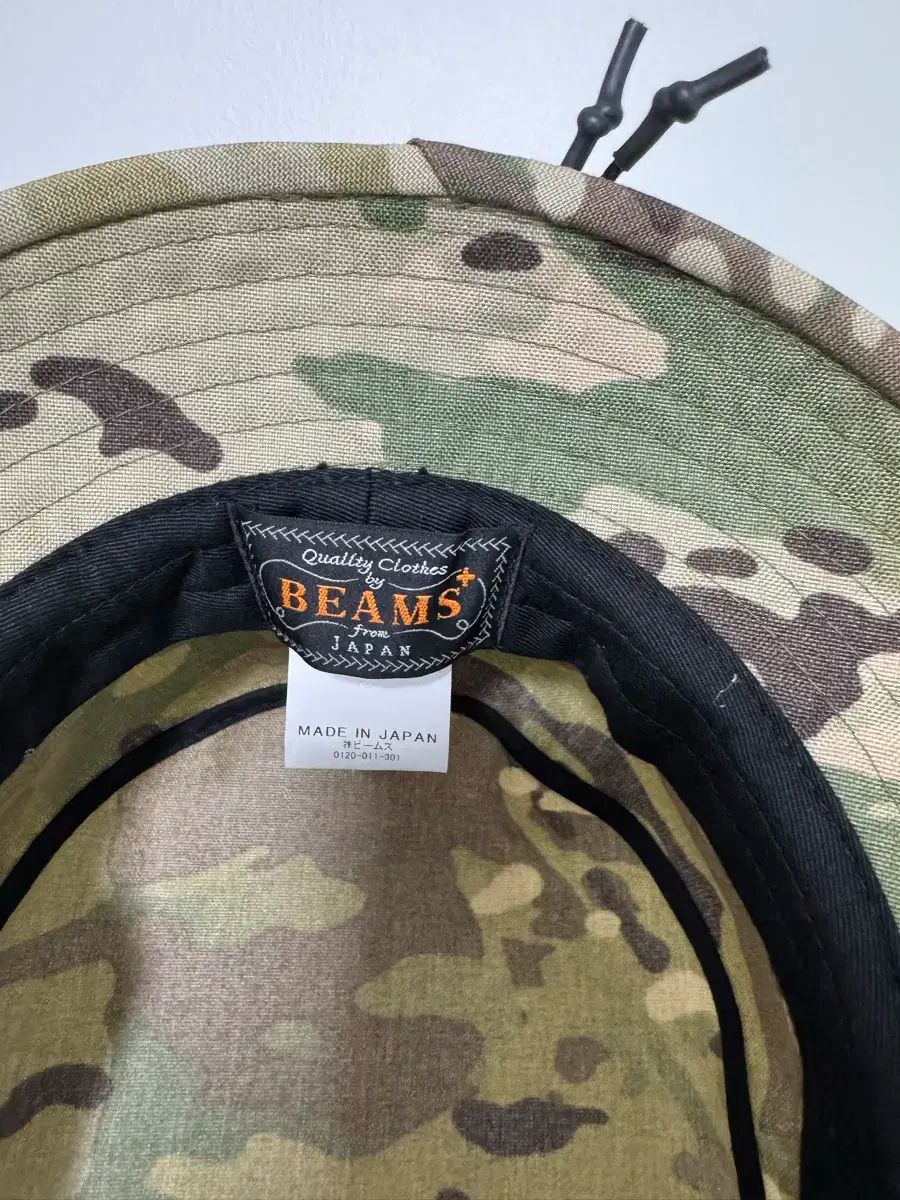 Quality Clothes
by
BEAMS+
from
JAPAN
MADE IN JAPAN
㈱ビームス
0120-011-301